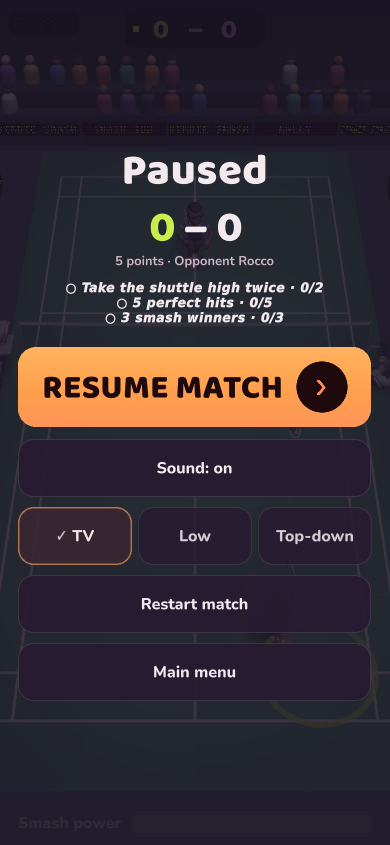 0 – 0
Paused
0 – 0
5 points · Opponent Rocco
○ Take the shuttle high twice · 0/2
○ 5 perfect hits · 0/5
○ 3 smash winners · 0/3
RESUME MATCH ›
Sound: on
✓ TV Low Top-down
Restart match
Main menu
Smash power